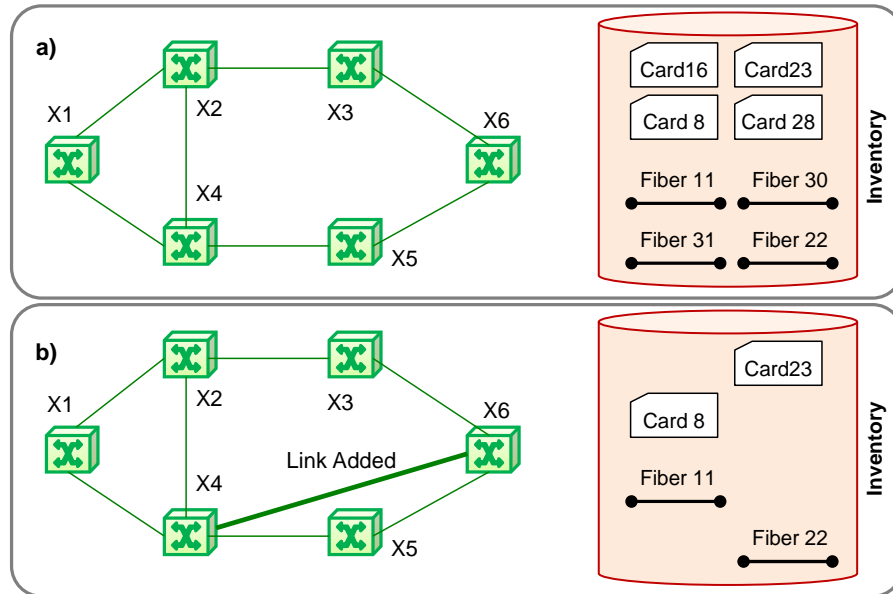 a)
X1
X2
X3
X4
X5
X6
Card16
Card23
Card 8
Card 28
Fiber 11
Fiber 30
Fiber 31
Fiber 22
Inventory
b)
X1
X2
X3
X4
X5
X6
Link Added
Card23
Card 8
Fiber 11
Fiber 22
Inventory